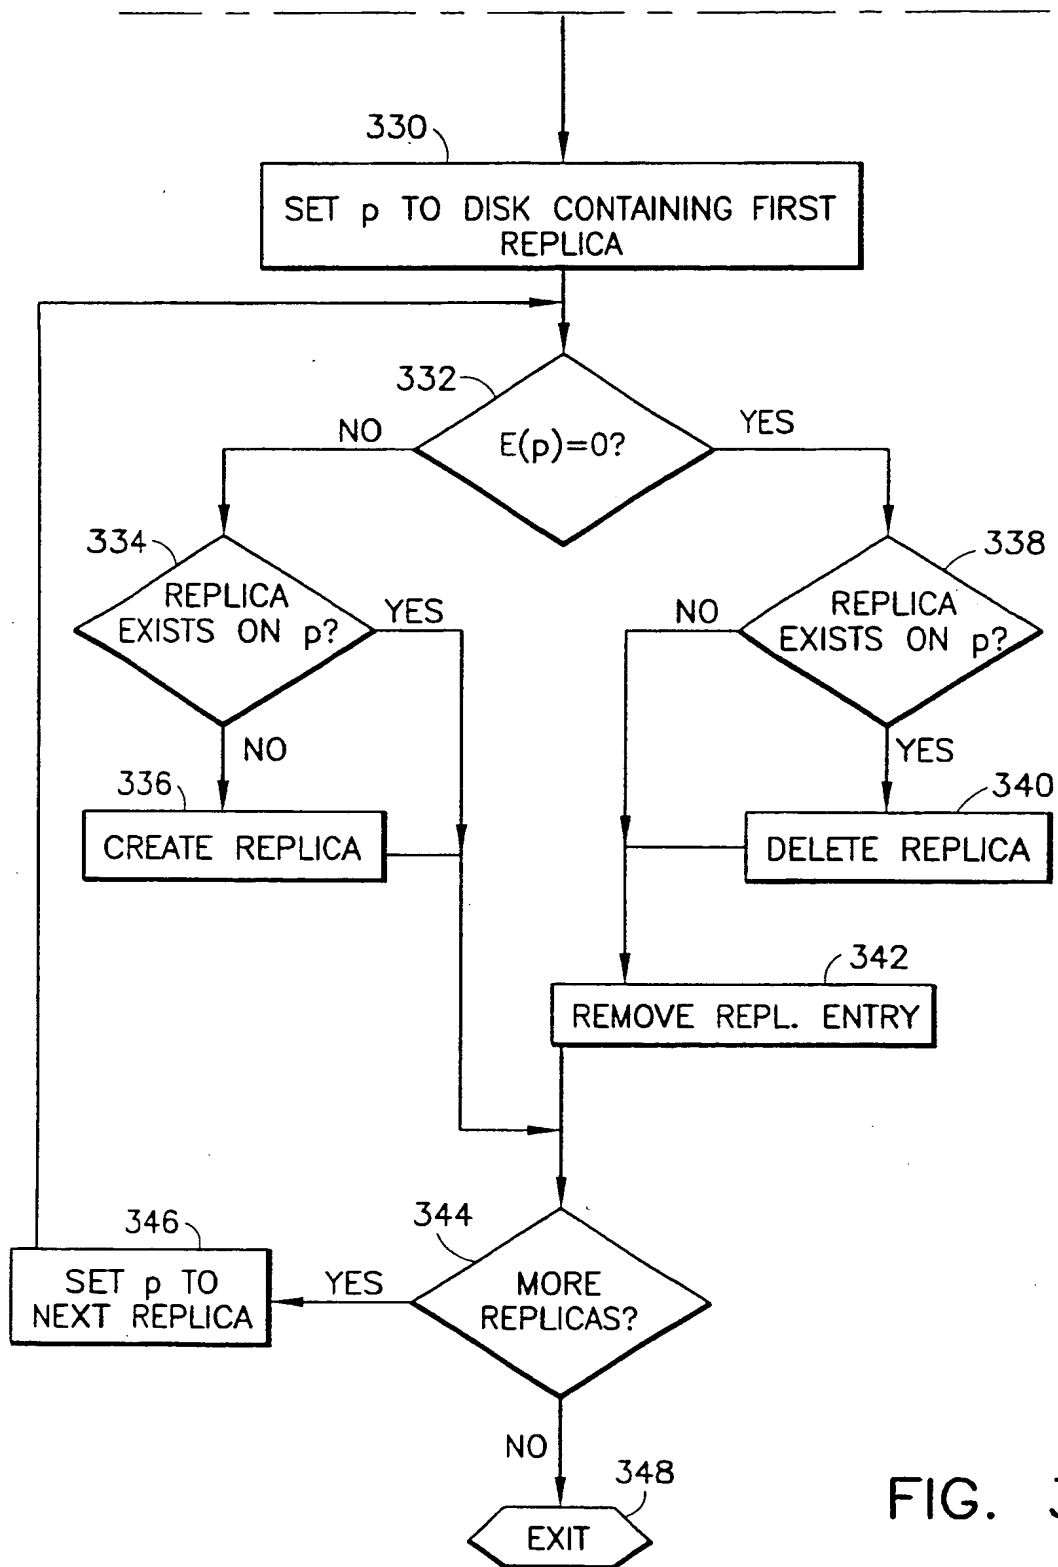 330
SET p TO DISK CONTAINING FIRST
REPLICA
332
NO
YES
E(p)=0?
334
338
REPLICA
EXISTS ON p?
YES
NO
REPLICA
EXISTS ON p?
NO
YES
336
340
CREATE REPLICA
DELETE REPLICA
342
REMOVE REPL. ENTRY
346
344
SET p TO
NEXT REPLICA
YES
MORE
REPLICAS?
NO
348
EXIT
FIG.